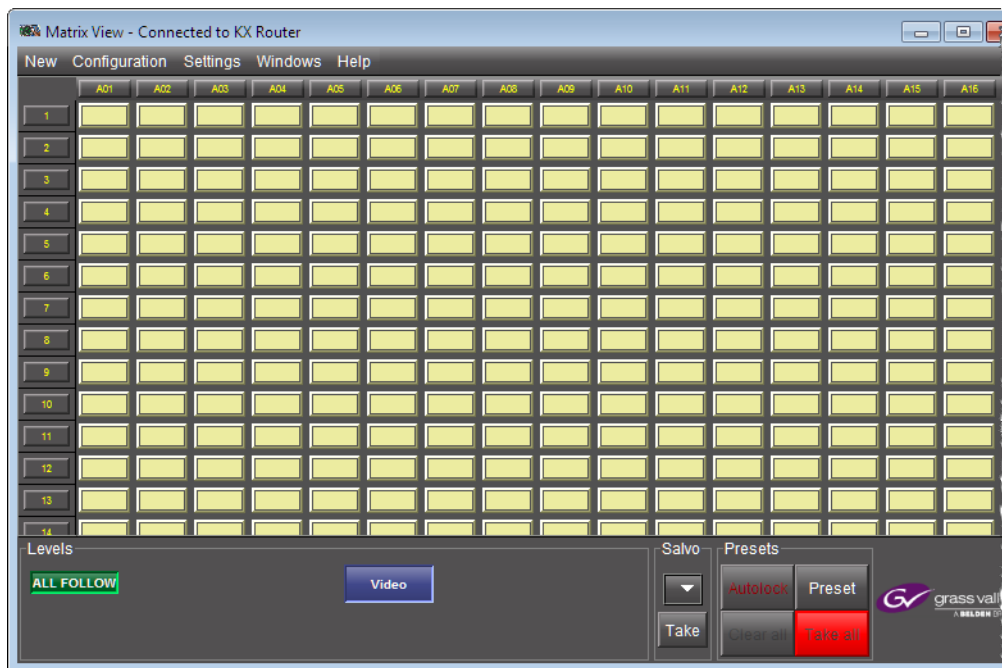 Matrix View - Connected to KX Router
New Configuration Settings Windows Help
A01 A02 A03 A04 A05 A06 A07 A08 A09 A10 A11 A12 A13 A14 A15 A16
1
2
3
4
5
6
7
8
9
10
11
12
13
14
Levels
ALL FOLLOW
Video
Salvo
Take
Presets
Autolock
Preset
Clear all
Take all
grass vall
A BELDEN